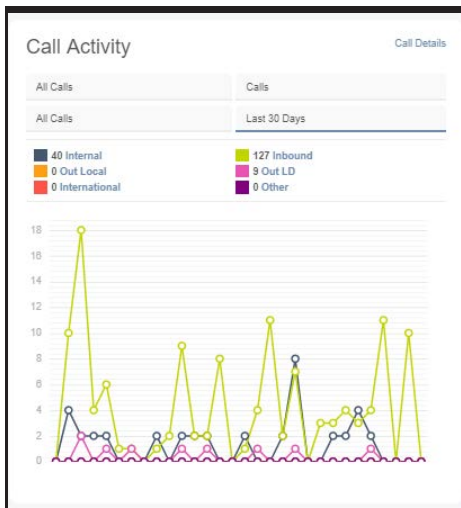 Call Activity
Call Details
All Calls
Calls
All Calls
Last 30 Days
40 Internal
127 Inbound
0 Out Local
9 Out LD
0 International
0 Other
18
16
14
12
10
8
6
4
2
0